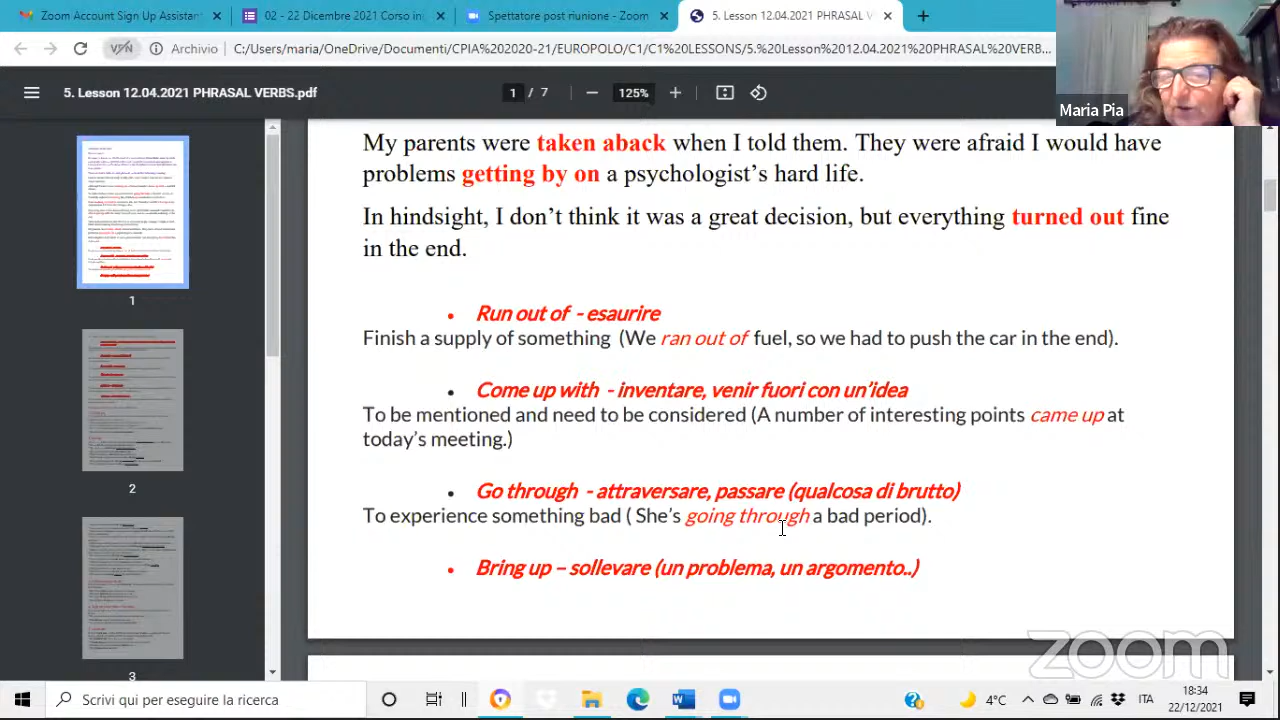 Zoom Account Sign Up Assistan
02 - 22 Dicembre 2021 Corso in
Spettatore post riunione - Zoom
5. Lesson 12.04.2021 PHRASAL V
VPN
Archivio
C:/Users/maria/OneDrive/Documenti/CPIA%202020-21/EUROPOLO/C1/C1%20LESSONS/5.%20Lesson%2012.04.2021%20PHRASAL%20VERB...
Maria Pia
5. Lesson 12.04.2021 PHRASAL VERBS.pdf
1 / 7
125%
My parents were taken aback when I told them. They were afraid I would have
problems getting by on a psychologist's hard life.
In hindsight, I don't think it was a great decision, but everything turned out fine
in the end.
• Run out of - esaurire
Finish a supply of something (We ran out of fuel, so we had to push the car in the end).
• Come up with - inventare, venir fuori con un'idea
To be mentioned and need to be considered (A number of interesting points came up at
today's meeting.)
• Go through - attraversare, passare (qualcosa di brutto)
To experience something bad ( She's going through a bad period).
• Bring up – sollevare (un problema, un argomento..)
1
2
3
zoom
Scrivi qui per eseguire la ricerca
4°C
ITA
18:34
22/12/2021